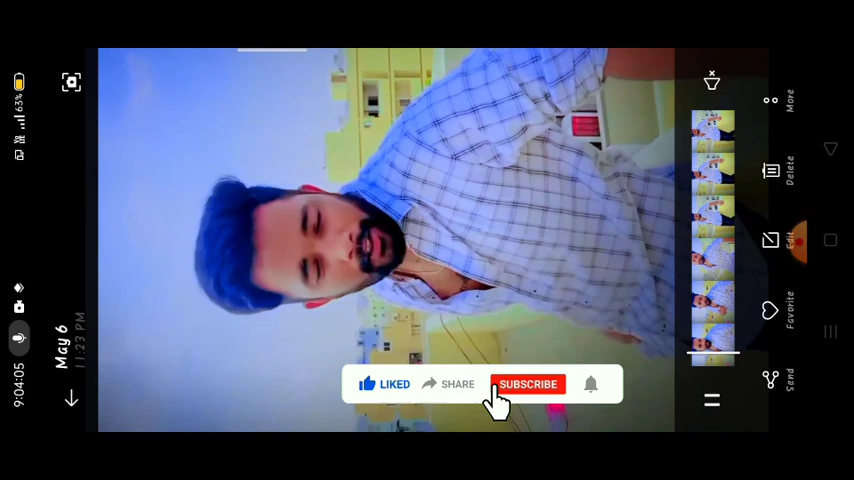 9:04:05
63%
May 6
11:23 PM
More
Delete
Edit
Favorite
Send
LIKED
SHARE
SUBSCRIBE